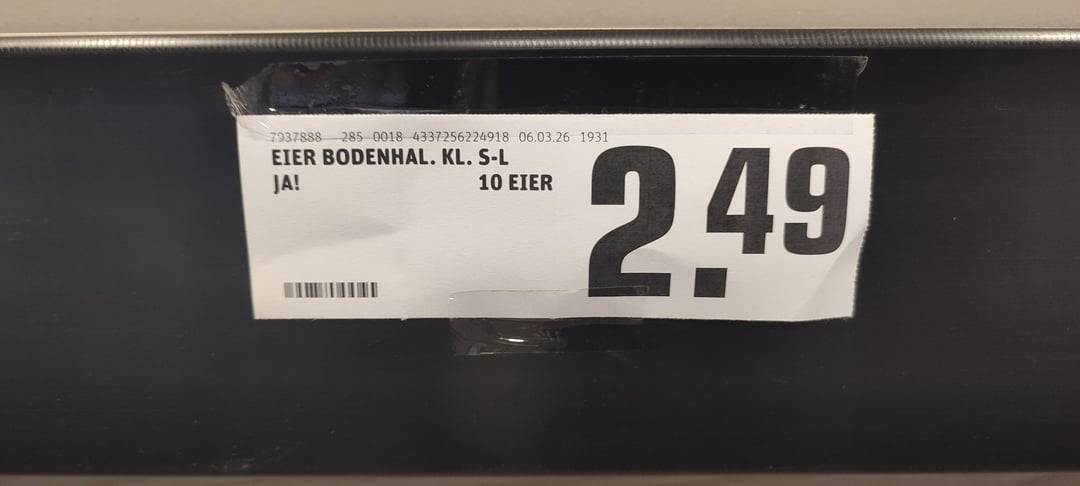 7937888 285 0018 4337256224918 06.03.26 1931
EIER BODENHAL. KL. S-L
JA! 10 EIER
2.49